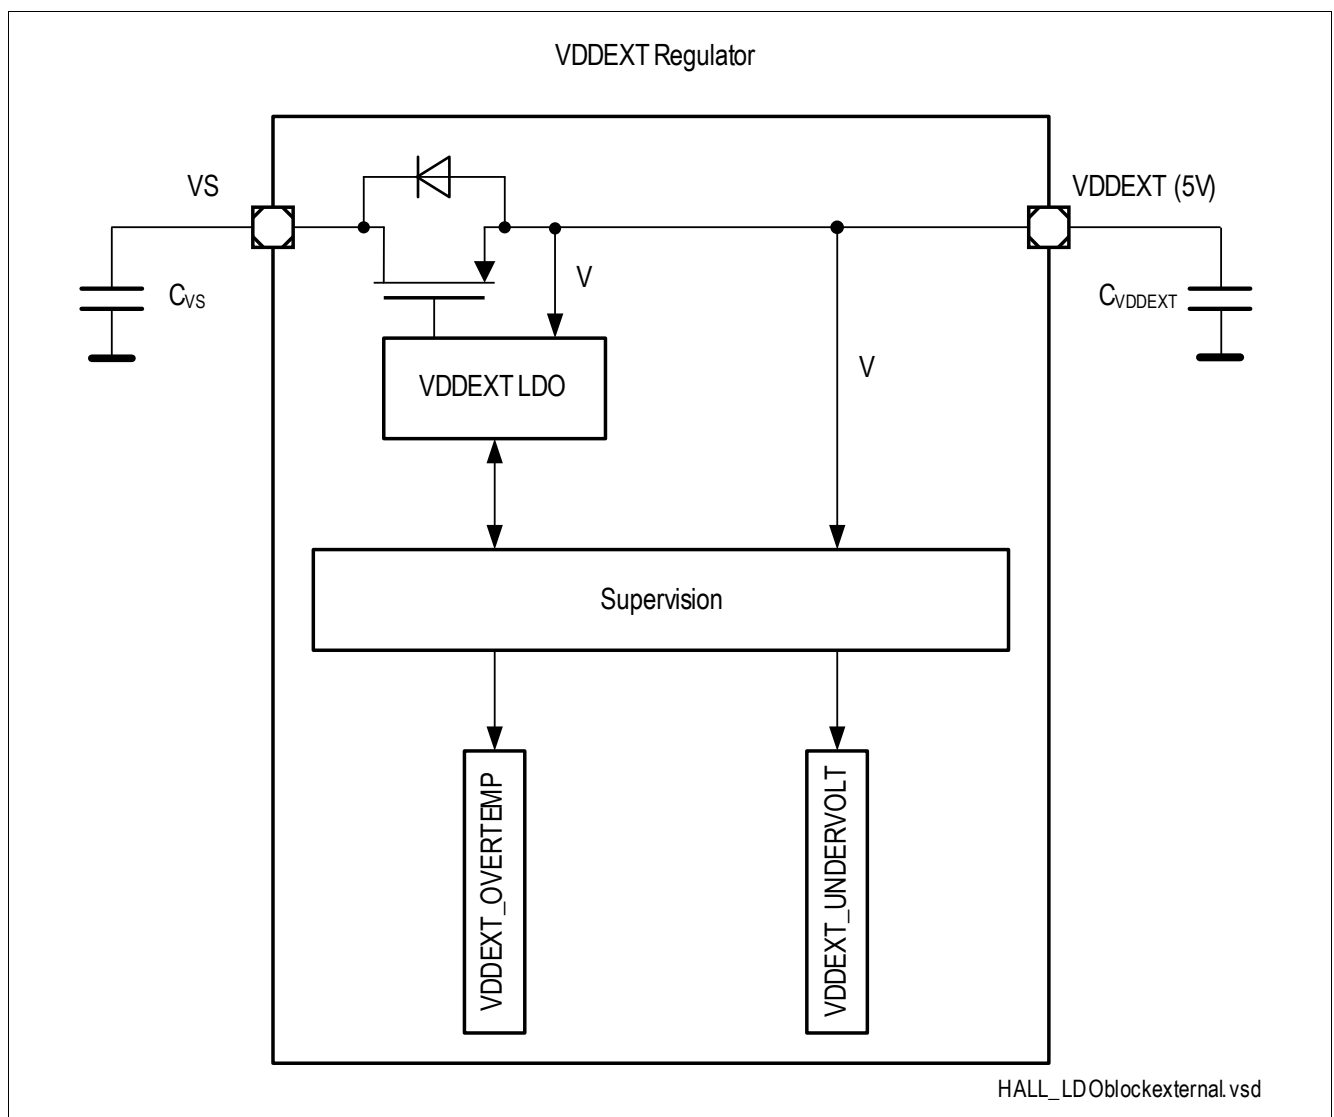 VDDEXT Regulator
VS
VDDEXT (5V)
V
CVS
CVDDEXT
VDDEXT LDO
V
Supervision
VDDEXT_OVERTEMP
VDDEXT_UNDERVOLT
HALL_LDOblockexternal.vsd